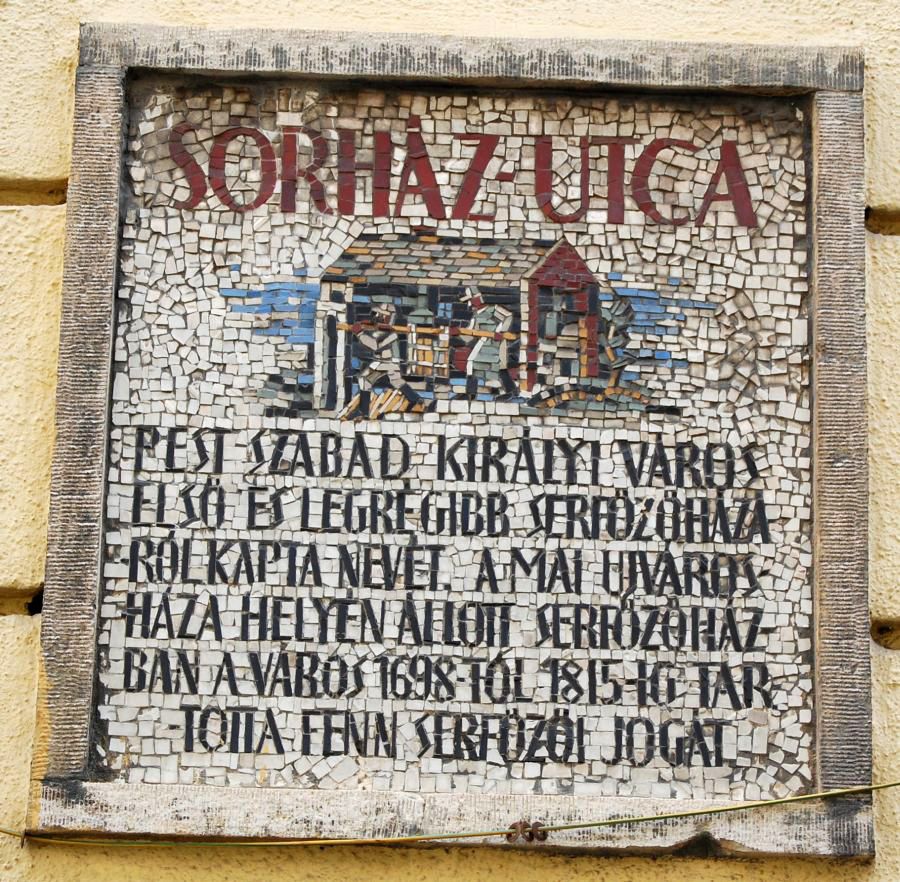 SÖRHÁZ-UTCA
PEST SZABAD KIRÁLYI VÁROS
ELSŐ ÉS LEGRÉGIBB SERFŐZŐHÁZA
RÓL KAPTA NEVÉT. A MAI UJVÁROS-
HÁZA HELYÉN ÁLLOTT SERFŐZŐHÁZ-
BAN A VÁROS 1698-TÓL 1815-IG TAR-
TOTTA FENN SERFŐZŐI JOGÁT